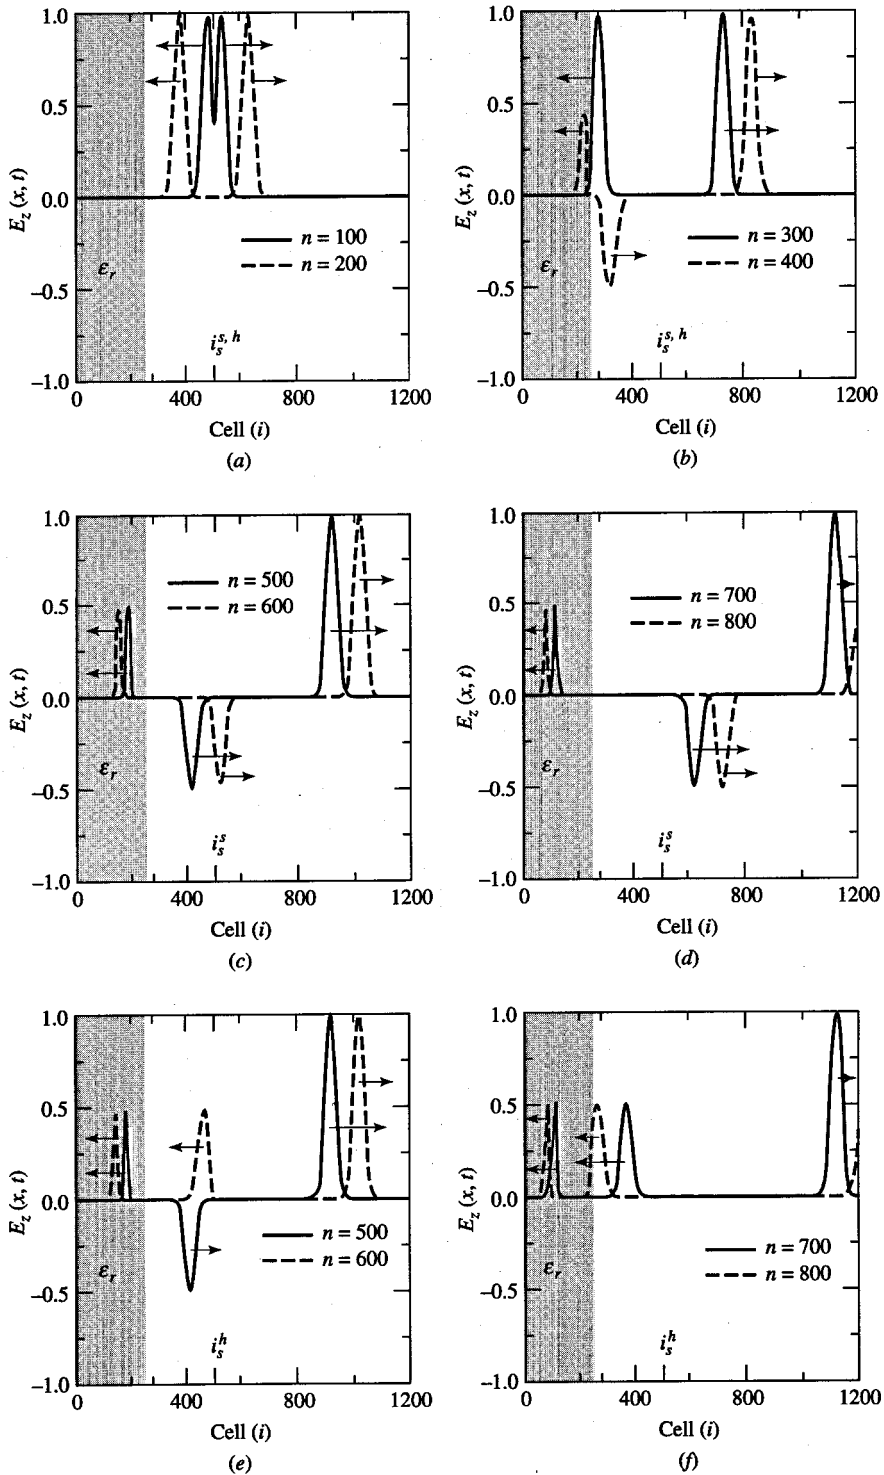 1.0
0.5
0.0
−0.5
−1.0
E_z (x, t)
n = 100
n = 200
ε_r
i_s^{s, h}
0
400
800
1200
Cell (i)
(a)
1.0
0.5
0.0
−0.5
−1.0
E_z (x, t)
n = 300
n = 400
ε_r
i_s^{s, h}
0
400
800
1200
Cell (i)
(b)
1.0
0.5
0.0
−0.5
−1.0
E_z (x, t)
n = 500
n = 600
ε_r
i_s^s
0
400
800
1200
Cell (i)
(c)
1.0
0.5
0.0
−0.5
−1.0
E_z (x, t)
n = 700
n = 800
ε_r
i_s^s
0
400
800
1200
Cell (i)
(d)
1.0
0.5
0.0
−0.5
−1.0
E_z (x, t)
n = 500
n = 600
ε_r
i_s^h
0
400
800
1200
Cell (i)
(e)
1.0
0.5
0.0
−0.5
−1.0
E_z (x, t)
n = 700
n = 800
ε_r
i_s^h
0
400
800
1200
Cell (i)
(f)